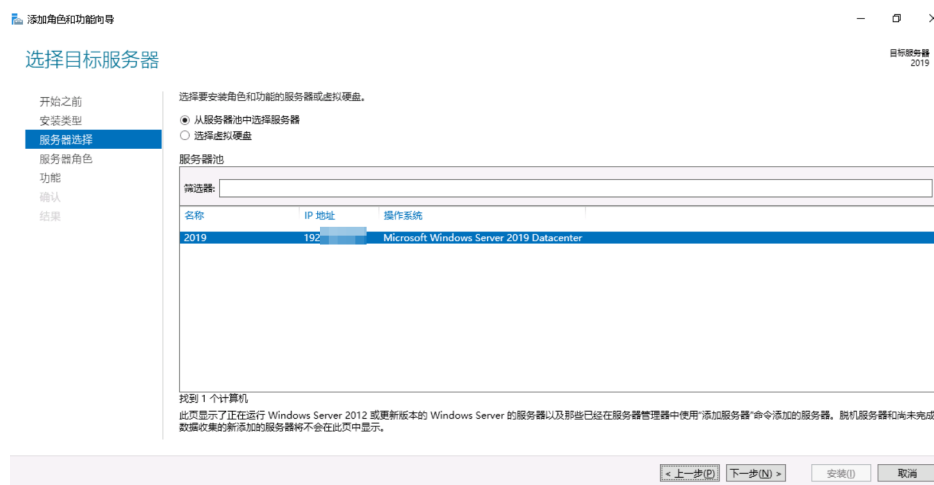 添加角色和功能向导
选择目标服务器
目标服务器
2019
开始之前
安装类型
服务器选择
服务器角色
功能
确认
结果
选择要安装角色和功能的服务器或虚拟硬盘。
从服务器池中选择服务器
选择虚拟硬盘
服务器池
筛选器:
名称 IP 地址 操作系统
2019 192 Microsoft Windows Server 2019 Datacenter
找到 1 个计算机
此页显示了正在运行 Windows Server 2012 或更新版本的 Windows Server 的服务器以及那些已经在服务器管理器中使用"添加服务器"命令添加的服务器。脱机服务器和尚未完成
数据收集的新添加的服务器将不会在此页中显示。
< 上一步(P) 下一步(N) > 安装(I) 取消